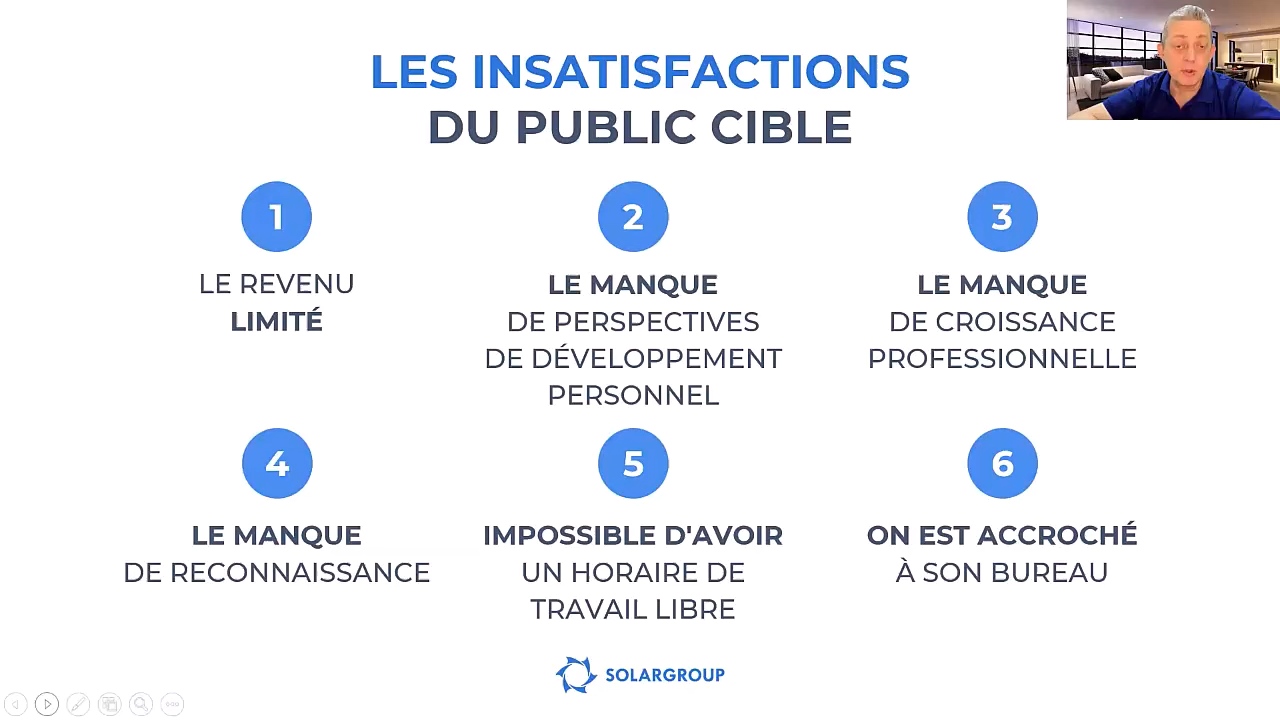 LES INSATISFACTIONS
DU PUBLIC CIBLE
1
LE REVENU
LIMITÉ
2
LE MANQUE
DE PERSPECTIVES
DE DÉVELOPPEMENT
PERSONNEL
3
LE MANQUE
DE CROISSANCE
PROFESSIONNELLE
4
LE MANQUE
DE RECONNAISSANCE
5
IMPOSSIBLE D'AVOIR
UN HORAIRE DE
TRAVAIL LIBRE
6
ON EST ACCROCHÉ
À SON BUREAU
SOLARGROUP